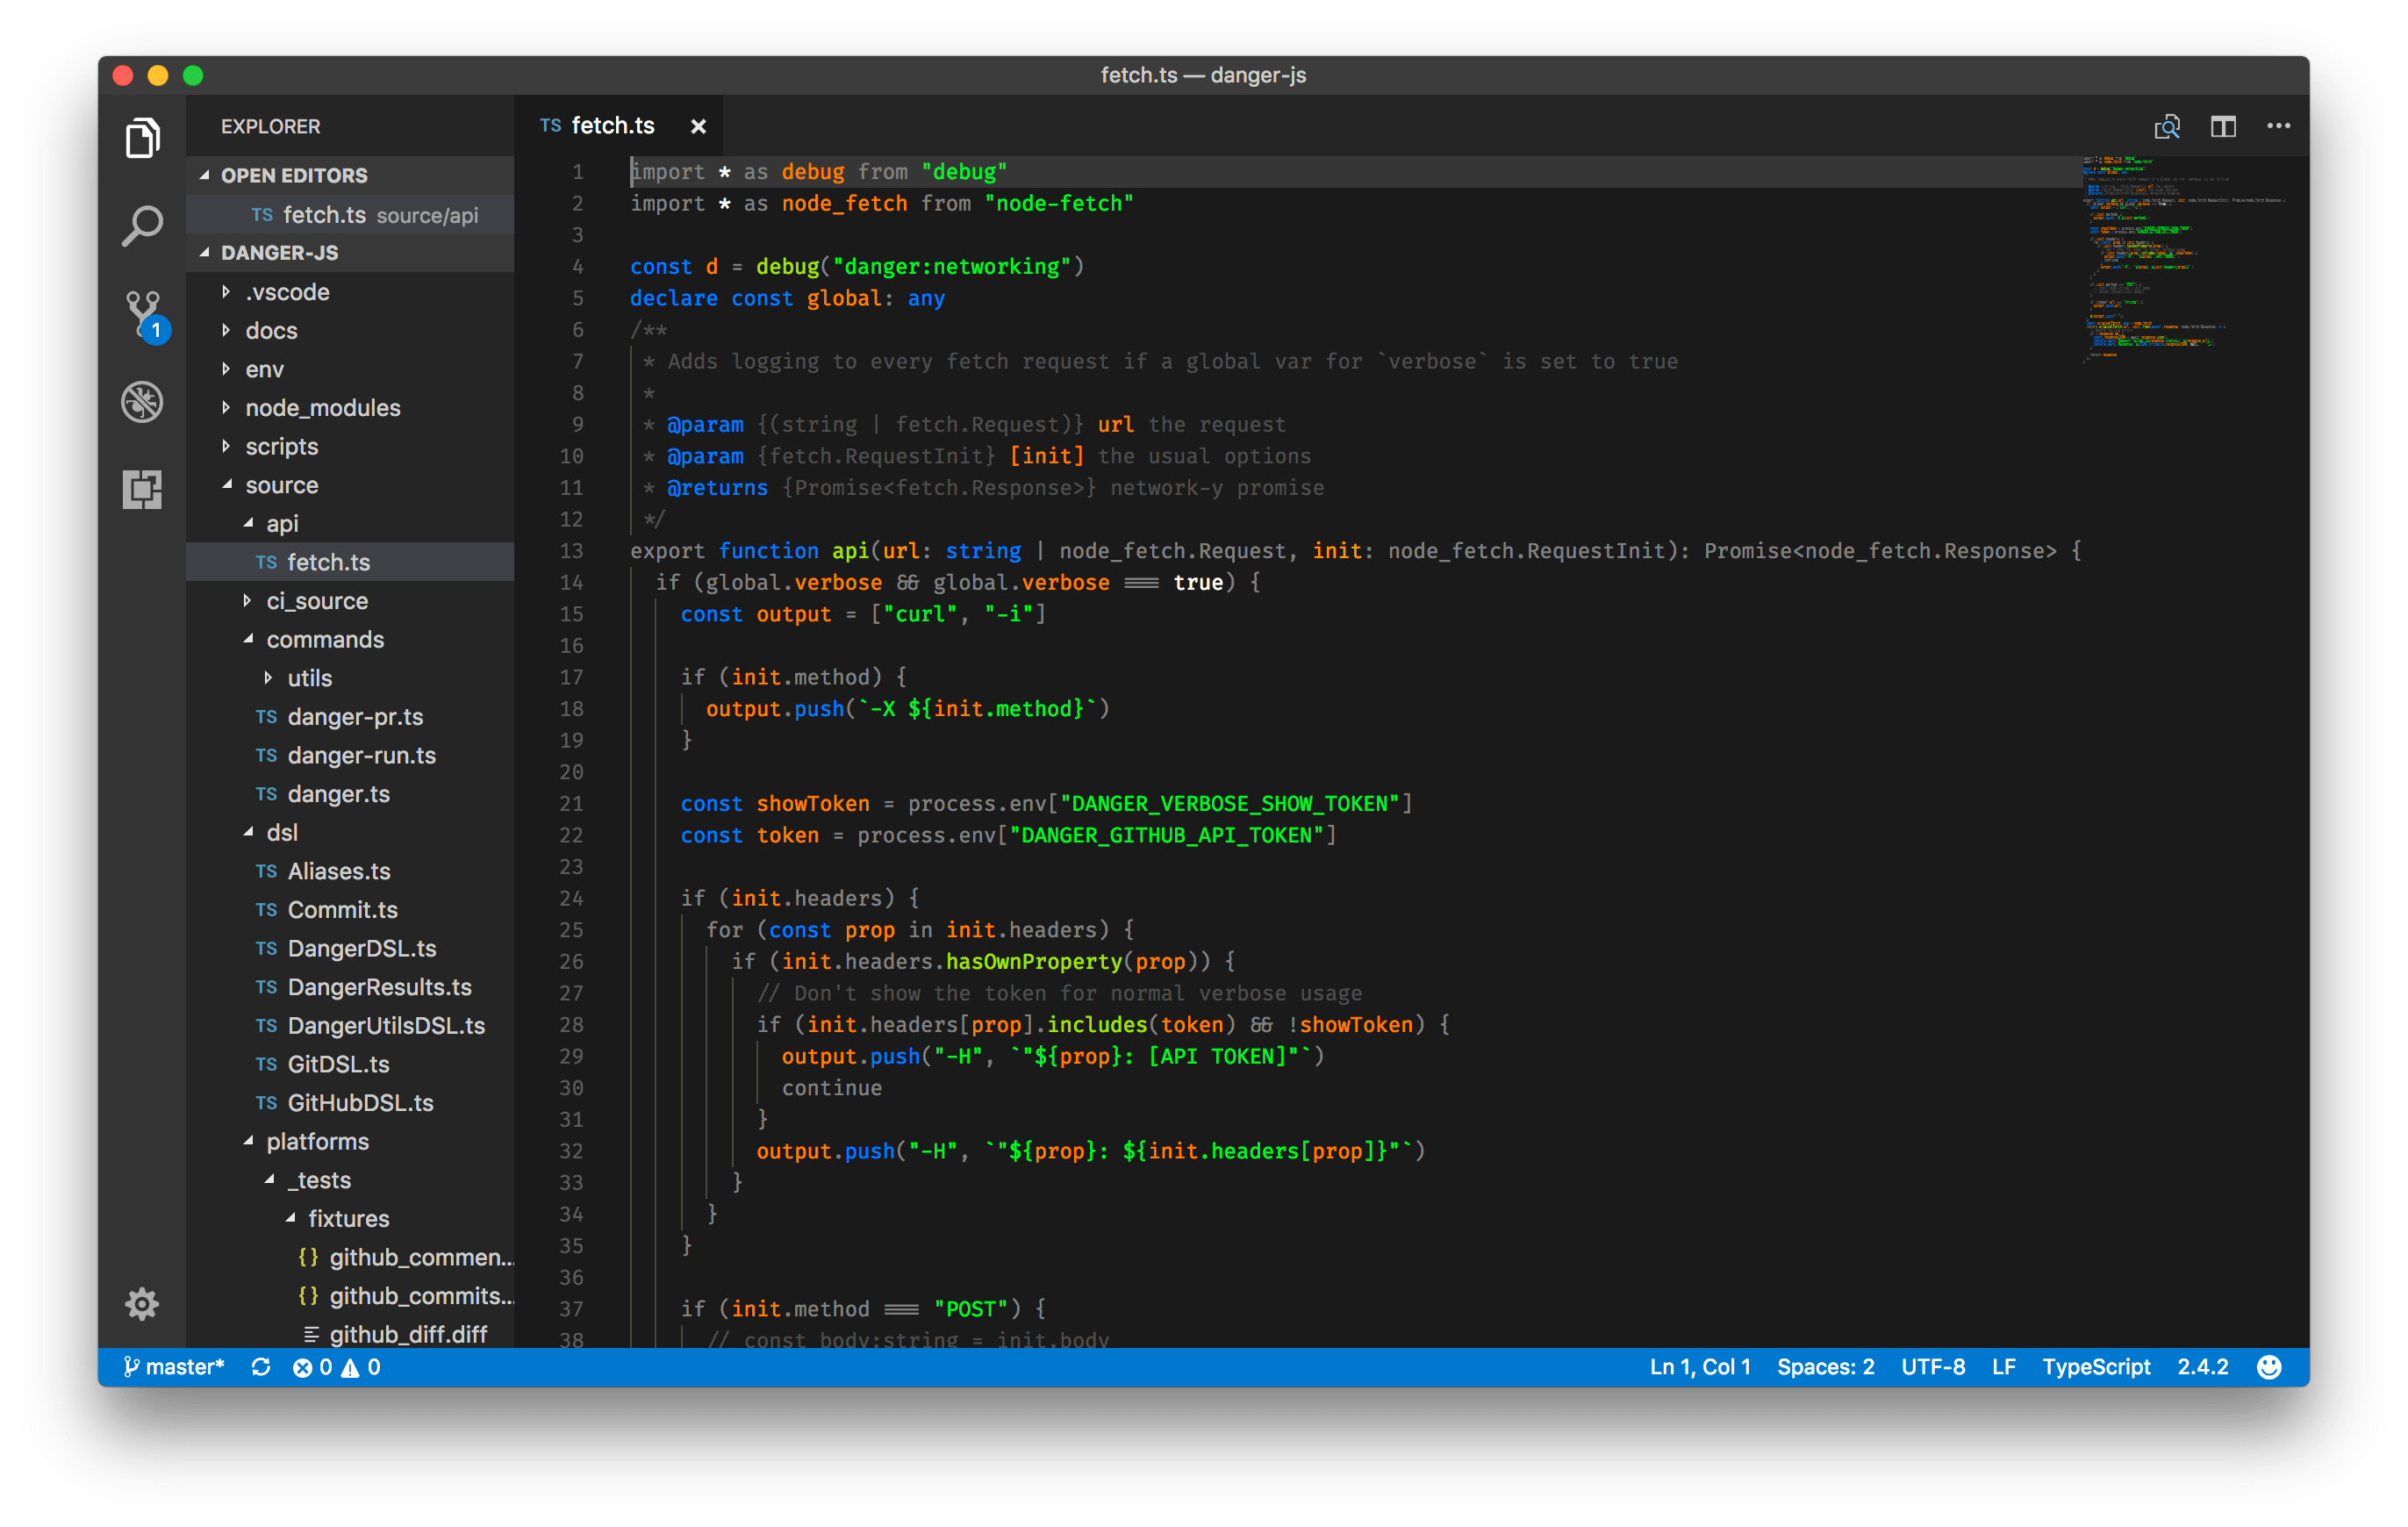 fetch.ts — danger-js
EXPLORER
OPEN EDITORS
TS fetch.ts source/api
DANGER-JS
.vscode
docs
env
node_modules
scripts
source
api
TS fetch.ts
ci_source
commands
utils
TS danger-pr.ts
TS danger-run.ts
TS danger.ts
dsl
TS Aliases.ts
TS Commit.ts
TS DangerDSL.ts
TS DangerResults.ts
TS DangerUtilsDSL.ts
TS GitDSL.ts
TS GitHubDSL.ts
platforms
_tests
fixtures
{} github_commen...
{} github_commits...
github_diff.diff
1
TS fetch.ts ×
1 import * as debug from "debug"
2 import * as node_fetch from "node-fetch"
3
4 const d = debug("danger:networking")
5 declare const global: any
6 /**
7  * Adds logging to every fetch request if a global var for `verbose` is set to true
8  *
9  * @param {(string | fetch.Request)} url the request
10  * @param {fetch.RequestInit} [init] the usual options
11  * @returns {Promise<fetch.Response>} network-y promise
12  */
13 export function api(url: string | node_fetch.Request, init: node_fetch.RequestInit): Promise<node_fetch.Response> {
14   if (global.verbose && global.verbose === true) {
15     const output = ["curl", "-i"]
16
17     if (init.method) {
18       output.push(`-X ${init.method}`)
19     }
20
21     const showToken = process.env["DANGER_VERBOSE_SHOW_TOKEN"]
22     const token = process.env["DANGER_GITHUB_API_TOKEN"]
23
24     if (init.headers) {
25       for (const prop in init.headers) {
26         if (init.headers.hasOwnProperty(prop)) {
27           // Don't show the token for normal verbose usage
28           if (init.headers[prop].includes(token) && !showToken) {
29             output.push("-H", `"${prop}: [API TOKEN]"`)
30             continue
31           }
32           output.push("-H", `"${prop}: ${init.headers[prop]}"`)
33         }
34       }
35     }
36
37     if (init.method === "POST") {
38       // const body:string = init.body
master* 0 0
Ln 1, Col 1 Spaces: 2 UTF-8 LF TypeScript 2.4.2